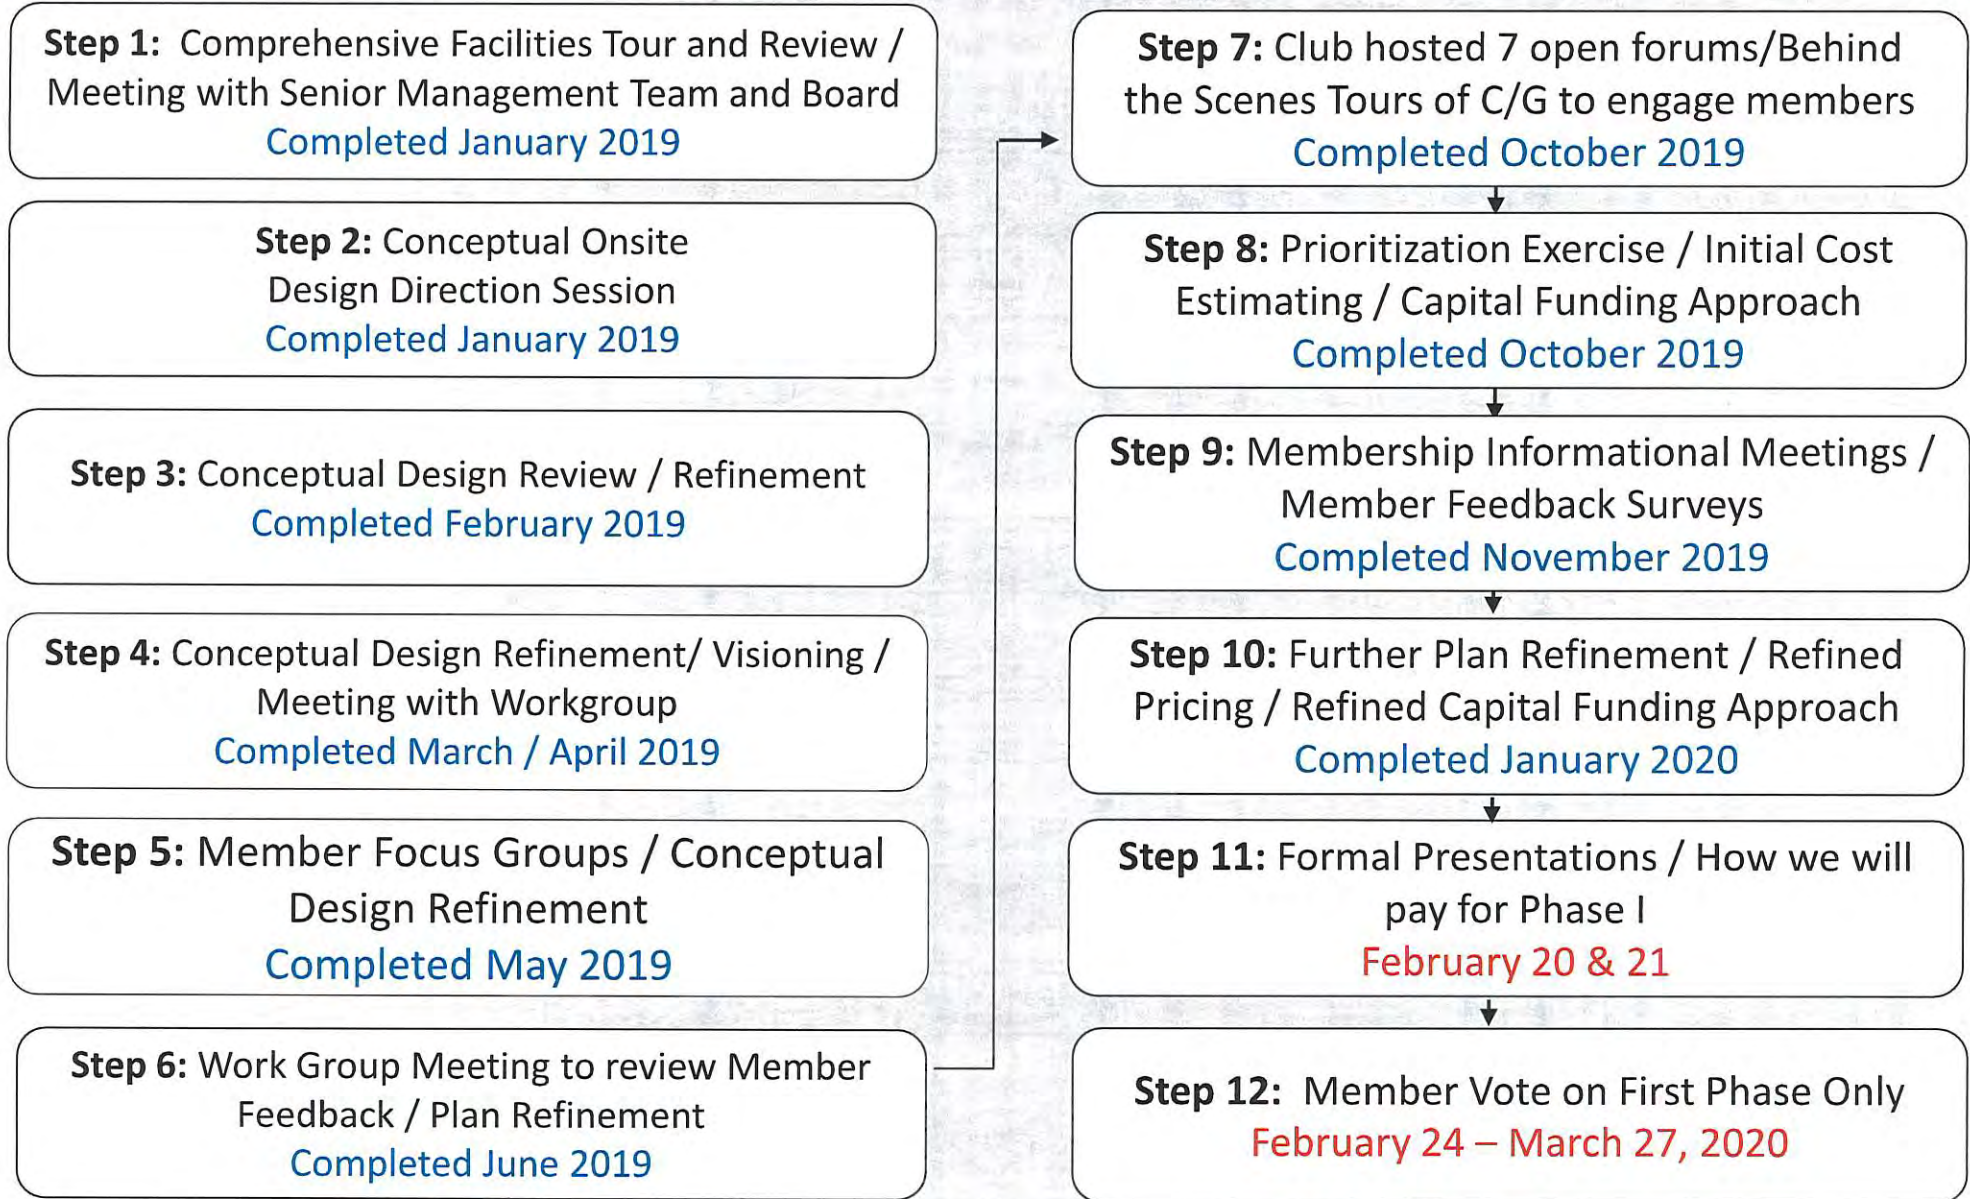 Step 1: Comprehensive Facilities Tour and Review /
Meeting with Senior Management Team and Board
Completed January 2019
Step 2: Conceptual Onsite
Design Direction Session
Completed January 2019
Step 3: Conceptual Design Review / Refinement
Completed February 2019
Step 4: Conceptual Design Refinement/ Visioning /
Meeting with Workgroup
Completed March / April 2019
Step 5: Member Focus Groups / Conceptual
Design Refinement
Completed May 2019
Step 6: Work Group Meeting to review Member
Feedback / Plan Refinement
Completed June 2019
Step 7: Club hosted 7 open forums/Behind
the Scenes Tours of C/G to engage members
Completed October 2019
Step 8: Prioritization Exercise / Initial Cost
Estimating / Capital Funding Approach
Completed October 2019
Step 9: Membership Informational Meetings /
Member Feedback Surveys
Completed November 2019
Step 10: Further Plan Refinement / Refined
Pricing / Refined Capital Funding Approach
Completed January 2020
Step 11: Formal Presentations / How we will
pay for Phase I
February 20 & 21
Step 12: Member Vote on First Phase Only
February 24 – March 27, 2020